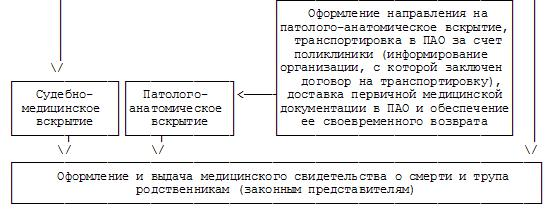 Оформление направления на
патолого-анатомическое вскрытие,
транспортировка в ПАО за счет
поликлиники (информирование
организации, с которой заключен
договор на транспортировку),
доставка первичной медицинской
документации в ПАО и обеспечение
ее своевременного возврата
Судебно-
медицинское
вскрытие
Патолого-
анатомическое
вскрытие
Оформление и выдача медицинского свидетельства о смерти и трупа
родственникам (законным представителям)